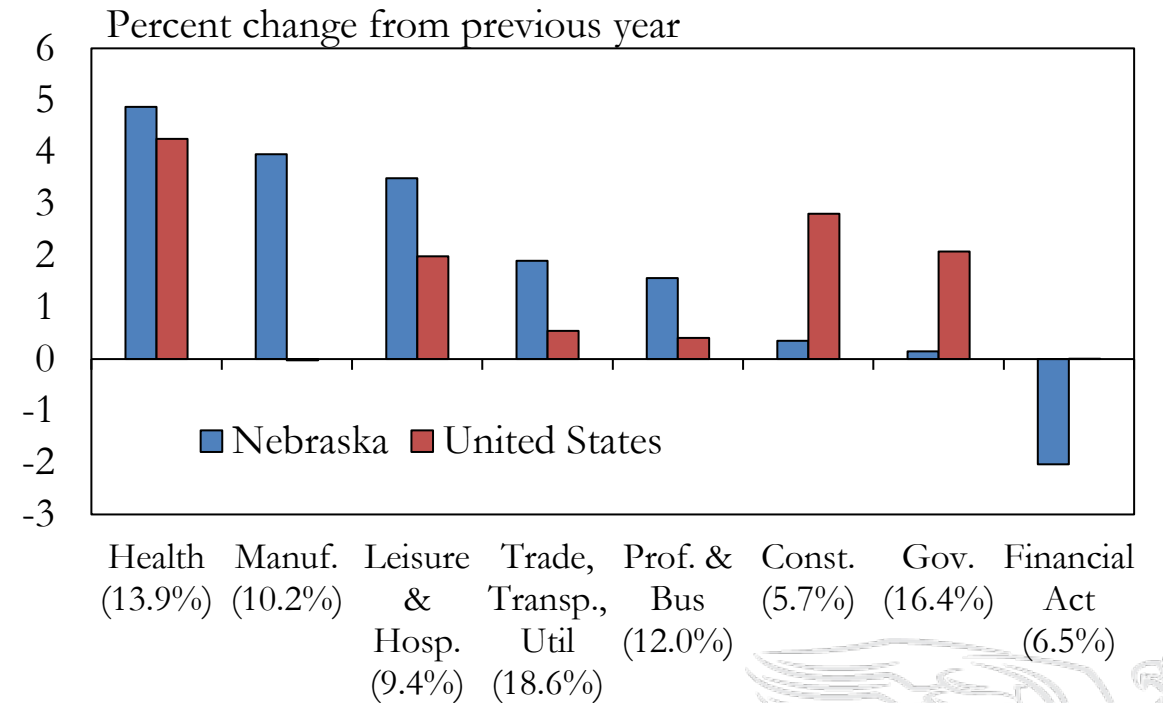 Percent change from previous year
6
5
4
3
2
1
0
-1
-2
-3
Nebraska United States
Health
(13.9%)
Manuf.
(10.2%)
Leisure
&
Hosp.
(9.4%)
Trade,
Transp.,
Util
(18.6%)
Prof. &
Bus
(12.0%)
Const.
(5.7%)
Gov.
(16.4%)
Financial
Act
(6.5%)